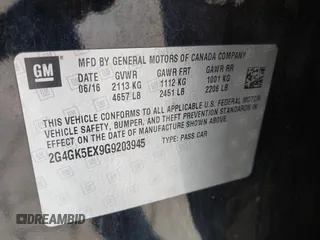 GM
MFD BY GENERAL MOTORS OF CANADA COMPANY
GVWR GAWR FRT GAWR RR
06/16 2113 KG 1112 KG 1001 KG
4657 LB 2451 LB 2206 LB
THIS VEHICLE CONFORMS TO ALL APPLICABLE U.S. FEDERAL MOTOR
VEHICLE SAFETY, BUMPER, AND THEFT PREVENTION STANDARDS IN
EFFECT ON THE DATE OF MANUFACTURE SHOWN ABOVE.
2G4GK5EX9G9203945 TYPE: PASS CAR
DREAMBID